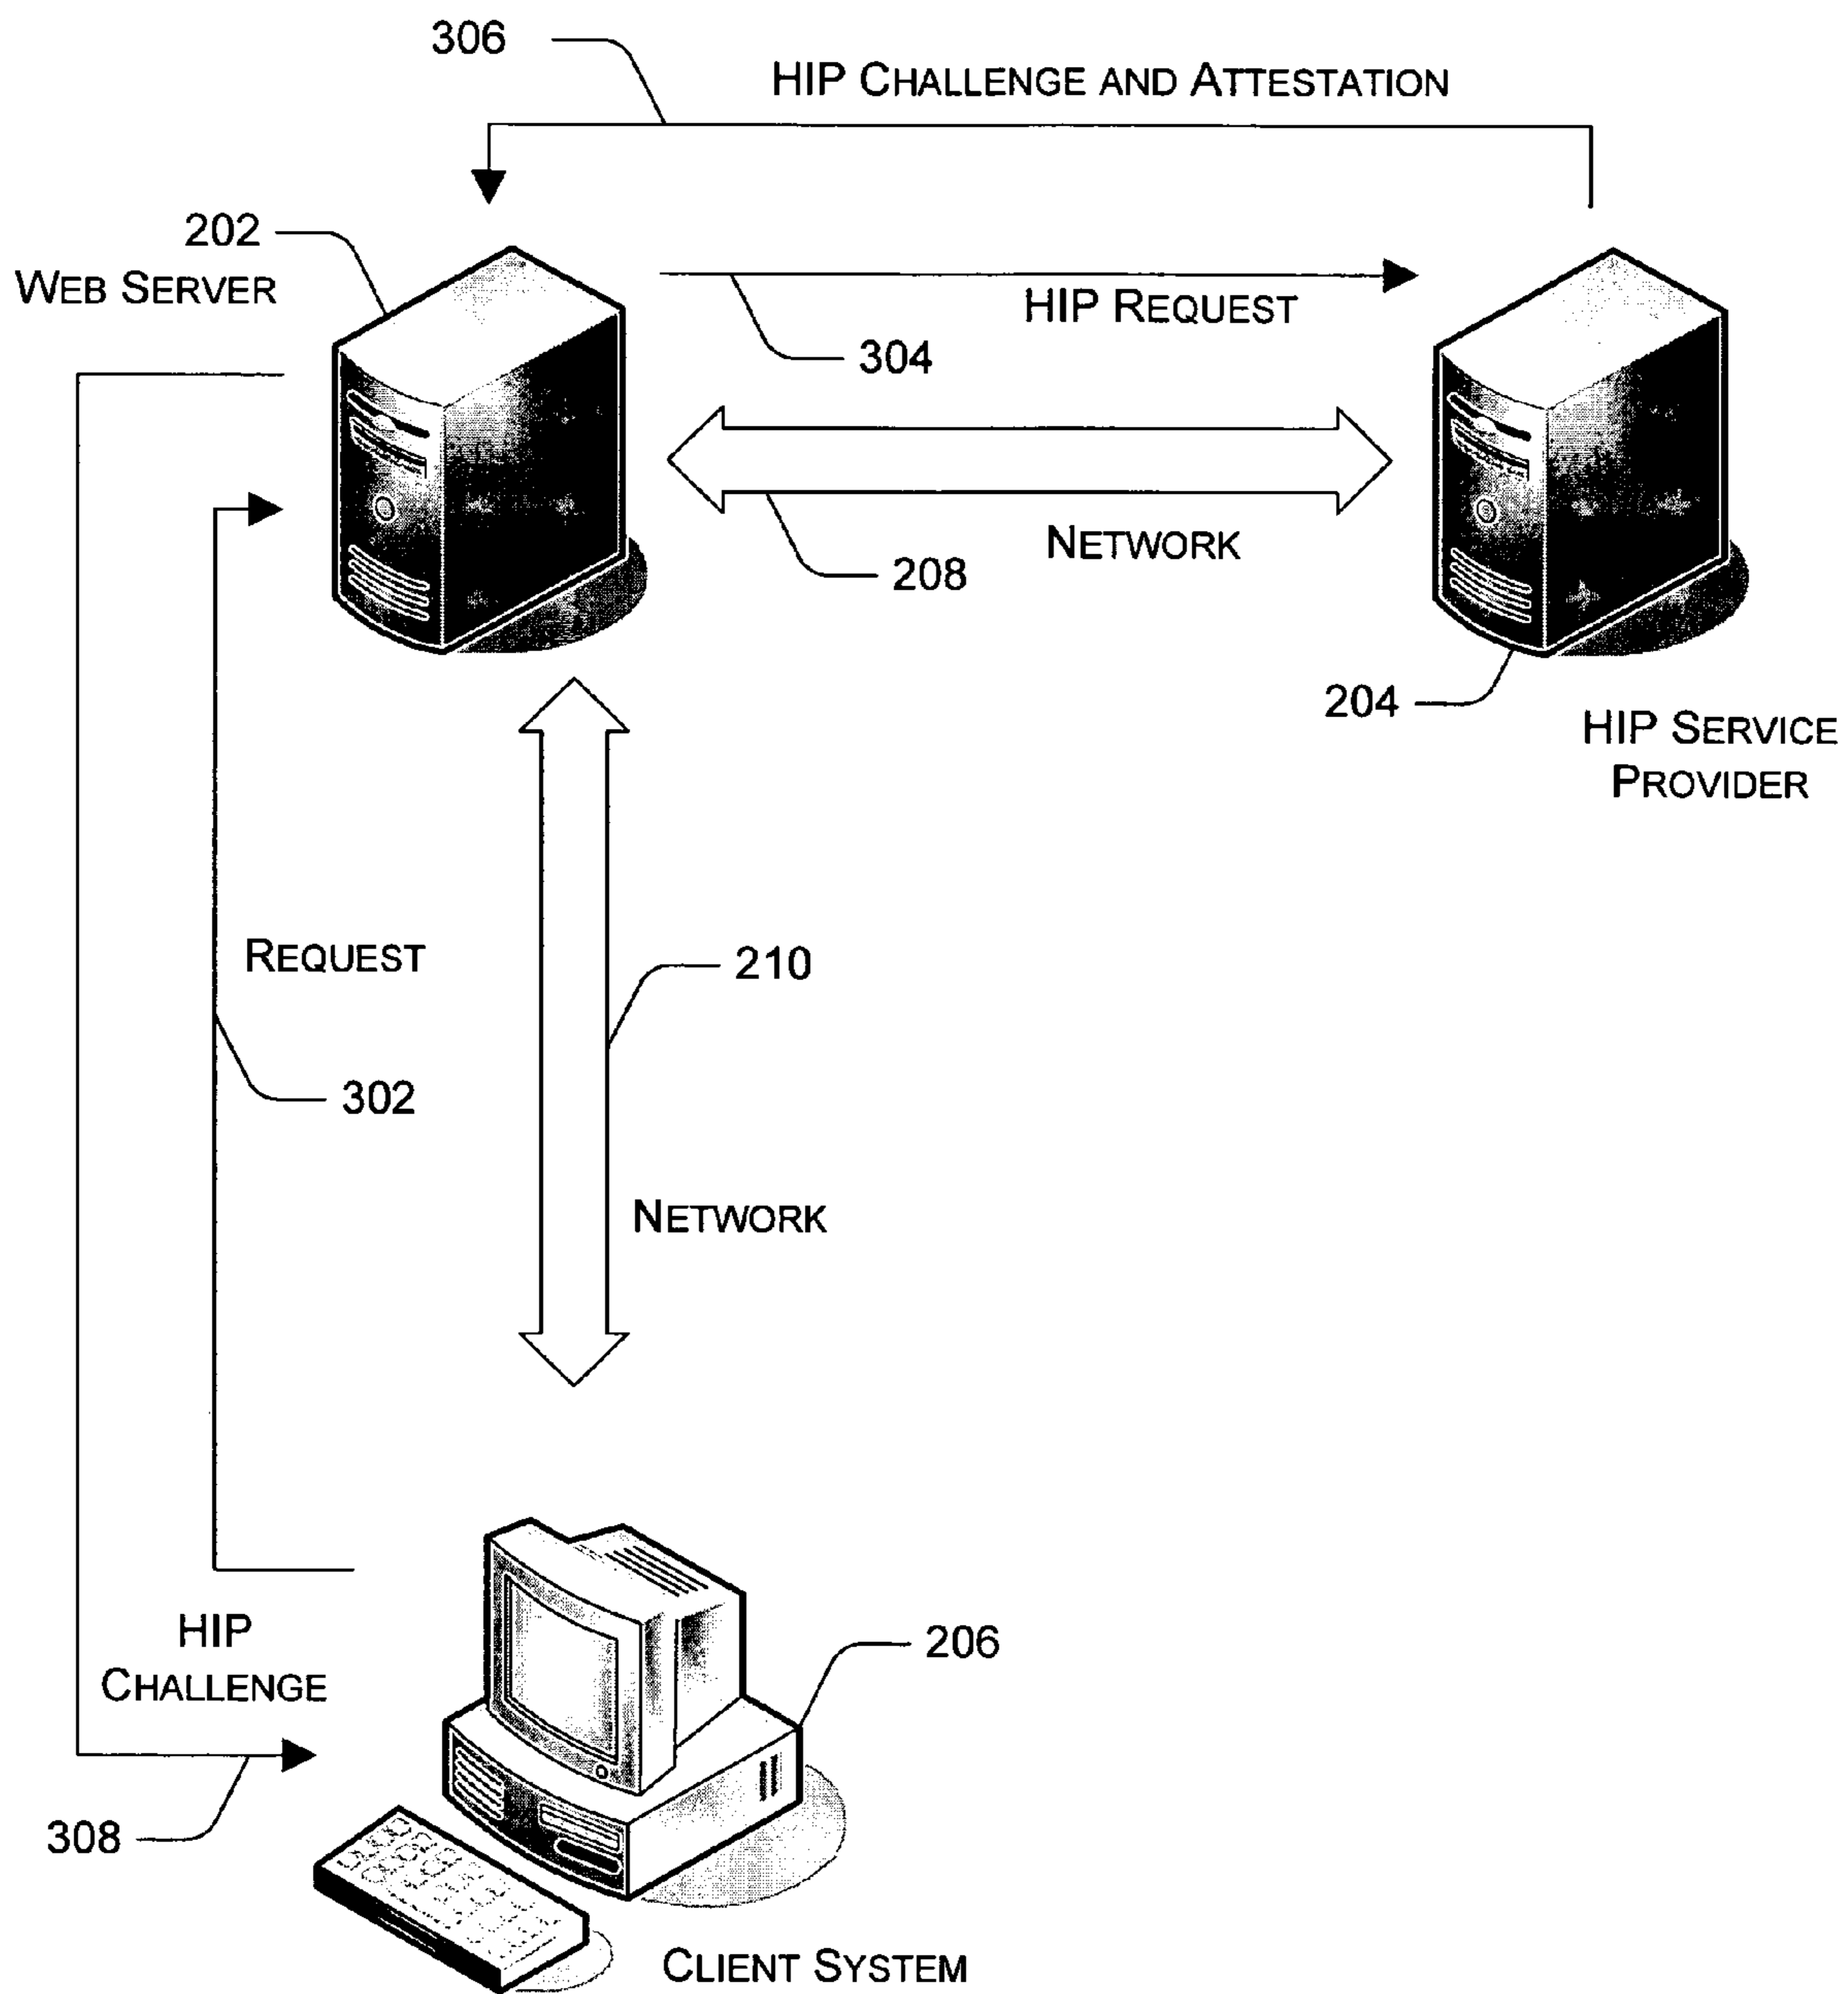 306
HIP CHALLENGE AND ATTESTATION
202
WEB SERVER
HIP REQUEST
304
NETWORK
208
204
HIP SERVICE
PROVIDER
REQUEST
210
302
NETWORK
HIP
CHALLENGE
206
308
CLIENT SYSTEM